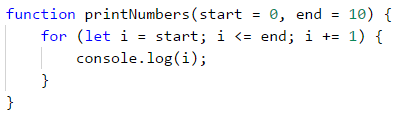 function printNumbers(start = 0, end = 10) {
    for (let i = start; i <= end; i += 1) {
        console.log(i);
    }
}